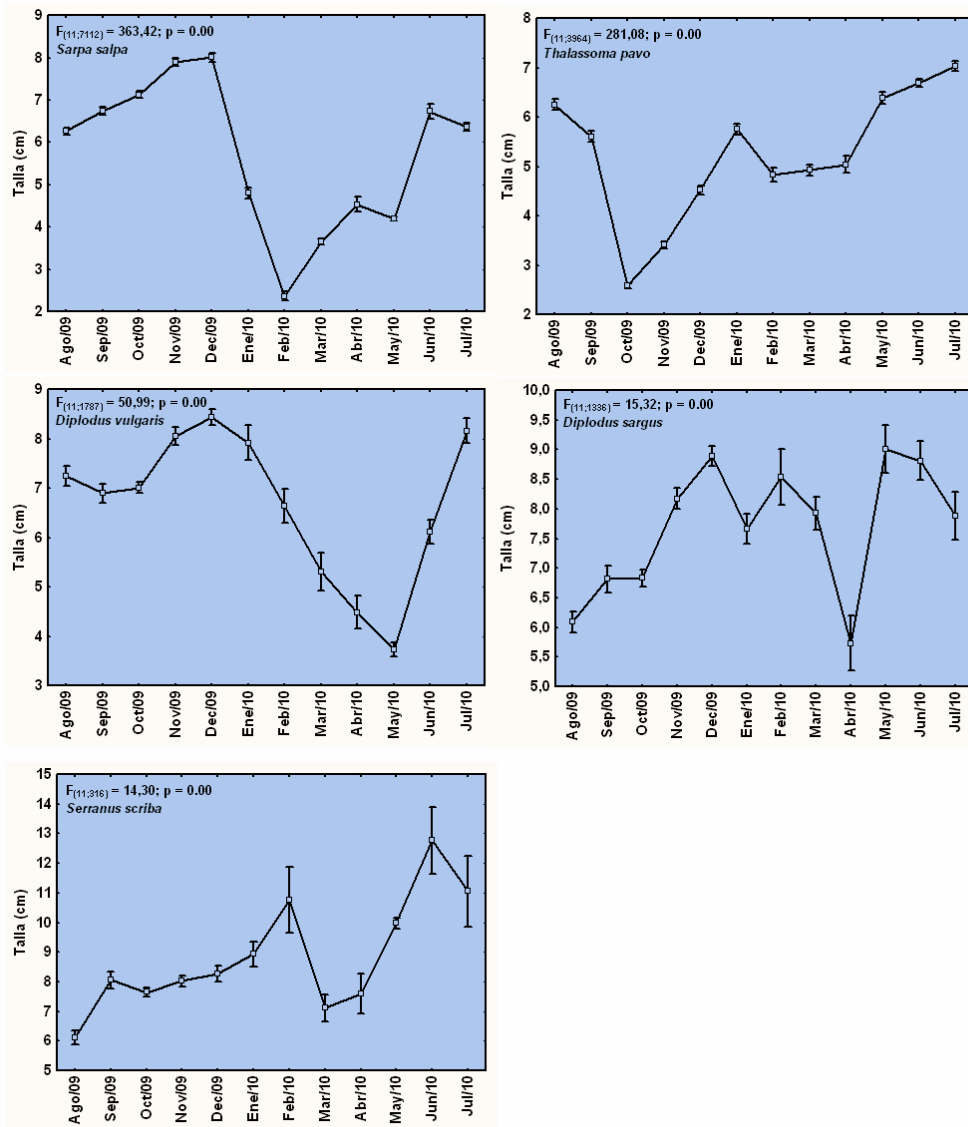 F(11;7112) = 363,42; p = 0.00
Sarpa salpa
Talla (cm)
9
8
7
6
5
4
3
2
Ago/09
Sep/09
Oct/09
Nov/09
Dec/09
Ene/10
Feb/10
Mar/10
Abr/10
May/10
Jun/10
Jul/10
F(11;3964) = 281,08; p = 0.00
Thalassoma pavo
Talla (cm)
8
7
6
5
4
3
2
Ago/09
Sep/09
Oct/09
Nov/09
Dec/09
Ene/10
Feb/10
Mar/10
Abr/10
May/10
Jun/10
Jul/10
F(11;1787) = 50,99; p = 0.00
Diplodus vulgaris
Talla (cm)
9
8
7
6
5
4
3
Ago/09
Sep/09
Oct/09
Nov/09
Dec/09
Ene/10
Feb/10
Mar/10
Abr/10
May/10
Jun/10
Jul/10
F(11;1336) = 15,32; p = 0.00
Diplodus sargus
Talla (cm)
10,0
9,5
9,0
8,5
8,0
7,5
7,0
6,5
6,0
5,5
5,0
Ago/09
Sep/09
Oct/09
Nov/09
Dec/09
Ene/10
Feb/10
Mar/10
Abr/10
May/10
Jun/10
Jul/10
F(11;316) = 14,30; p = 0.00
Serranus scriba
Talla (cm)
15
14
13
12
11
10
9
8
7
6
5
Ago/09
Sep/09
Oct/09
Nov/09
Dec/09
Ene/10
Feb/10
Mar/10
Abr/10
May/10
Jun/10
Jul/10